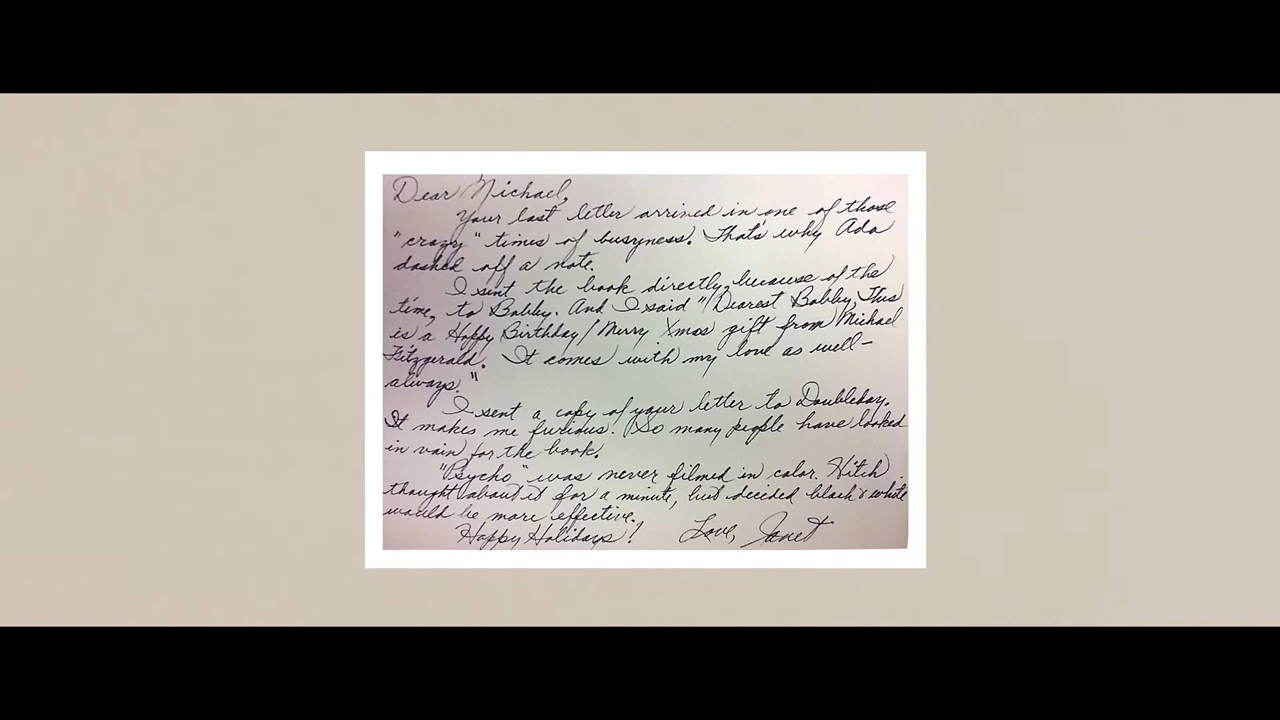 Dear Michael,
Your last letter arrived in one of those
"crazy" times of busyness. That's why Ada
dashed off a note.
I sent the book directly, because of the
time, to Bobby. And I said "Dearest Bobby, This
is a Happy Birthday/Merry Xmas gift from Michael
Fitzgerald. It comes with my love as well –
always."
I sent a copy of your letter to Doubleday.
It makes me furious! So many people have looked
in vain for the book.
"Psycho" was never filmed in color. Hitch
thought about it for a minute, but decided black & white
would be more effective.
Happy Holidays! Love, Janet